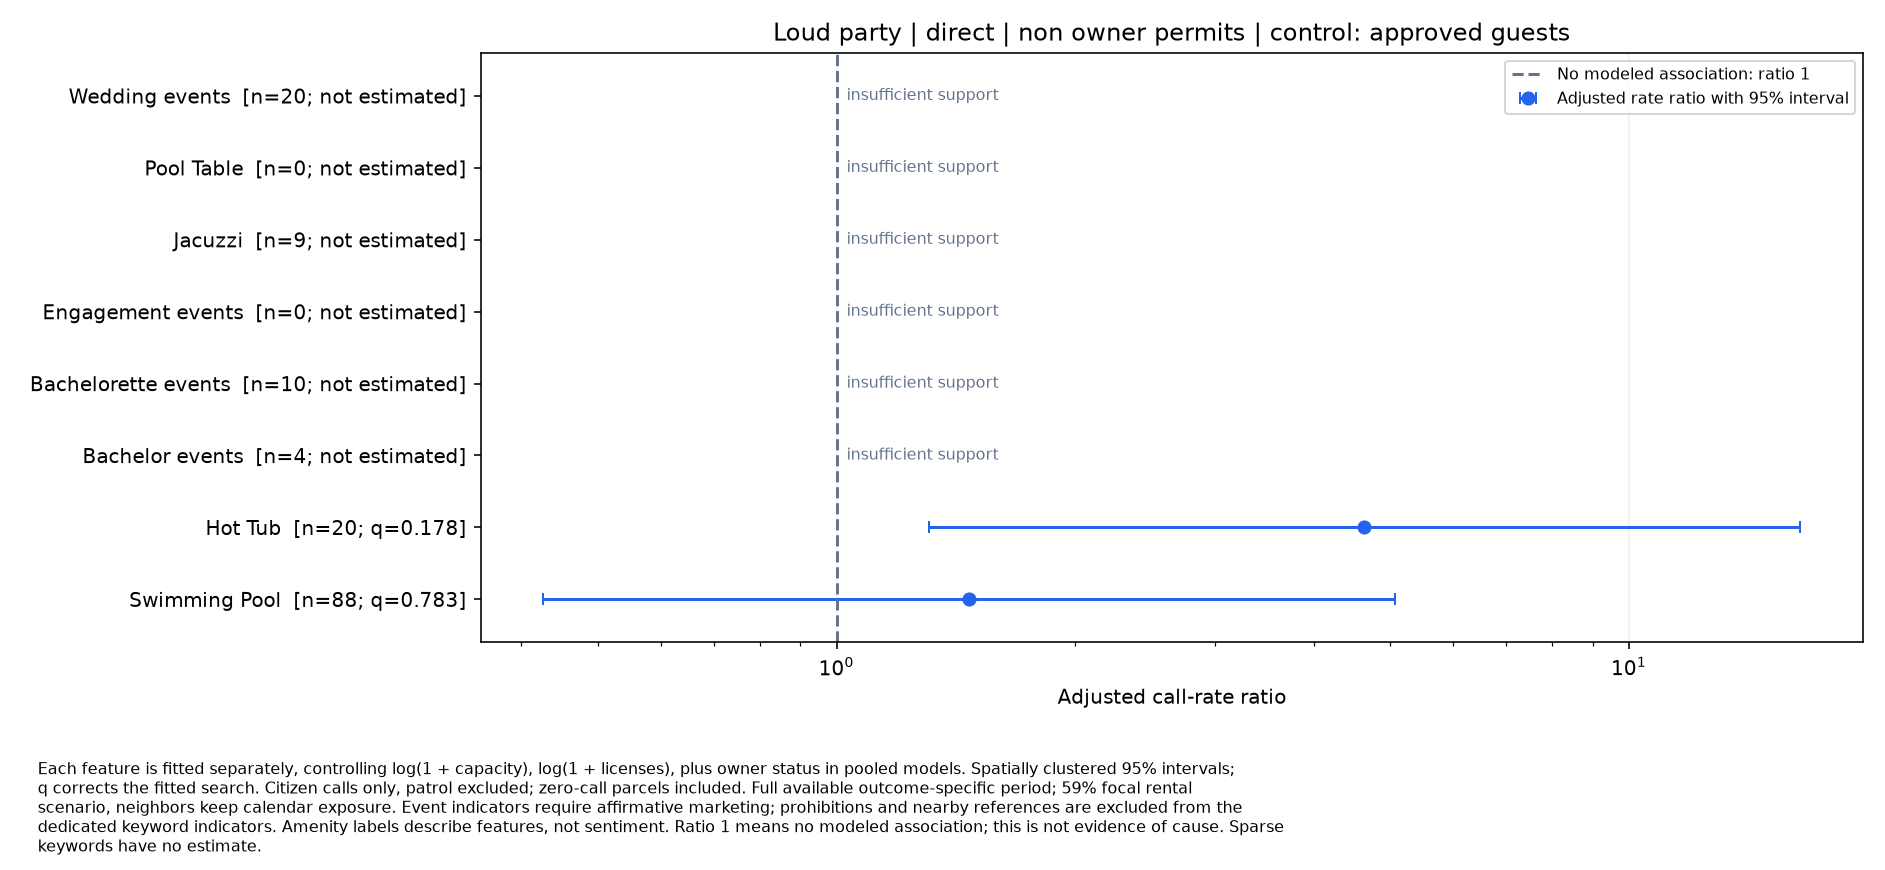 Loud party | direct | non owner permits | control: approved guests
No modeled association: ratio 1
Adjusted rate ratio with 95% interval
Wedding events [n=20; not estimated] insufficient support
Pool Table [n=0; not estimated] insufficient support
Jacuzzi [n=9; not estimated] insufficient support
Engagement events [n=0; not estimated] insufficient support
Bachelorette events [n=10; not estimated] insufficient support
Bachelor events [n=4; not estimated] insufficient support
Hot Tub [n=20; q=0.178]
Swimming Pool [n=88; q=0.783]
10⁰ 10¹
Adjusted call-rate ratio
Each feature is fitted separately, controlling log(1 + capacity), log(1 + licenses), plus owner status in pooled models. Spatially clustered 95% intervals;
q corrects the fitted search. Citizen calls only, patrol excluded; zero-call parcels included. Full available outcome-specific period; 59% focal rental
scenario, neighbors keep calendar exposure. Event indicators require affirmative marketing; prohibitions and nearby references are excluded from the
dedicated keyword indicators. Amenity labels describe features, not sentiment. Ratio 1 means no modeled association; this is not evidence of cause. Sparse
keywords have no estimate.